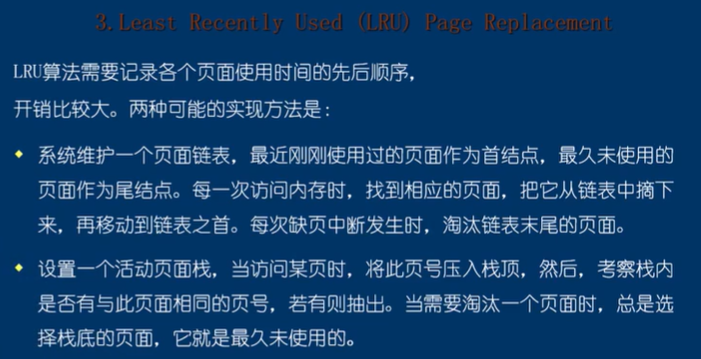 3.Least Recently Used (LRU) Page Replacement
LRU算法需要记录各个页面使用时间的先后顺序，
开销比较大。两种可能的实现方法是：
系统维护一个页面链表，最近刚刚使用过的页面作为首结点，最久未使用的
页面作为尾结点。每一次访问内存时，找到相应的页面，把它从链表中摘下
来，再移动到链表之首。每次缺页中断发生时，淘汰链表末尾的页面。
设置一个活动页面栈，当访问某页时，将此页号压入栈顶，然后，考察栈内
是否有与此页面相同的页号，若有则抽出。当需要淘汰一个页面时，总是选
择栈底的页面，它就是最久未使用的。